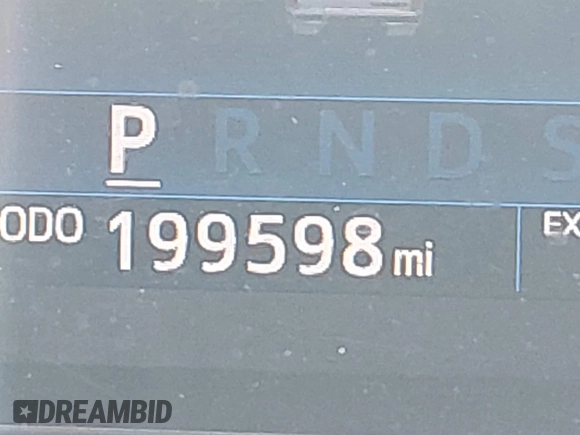 P R N D S
ODO 199598 mi EX
DREAMBID